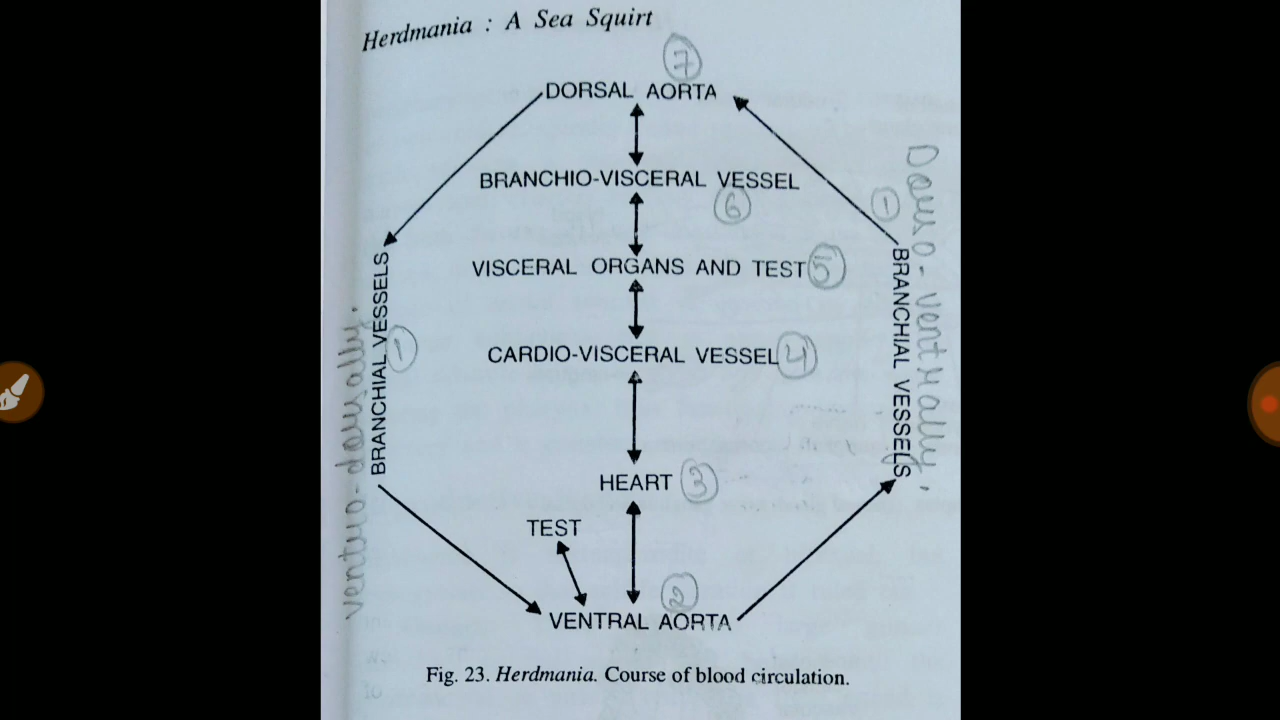 Herdmania : A Sea Squirt
7
DORSAL AORTA
BRANCHIO-VISCERAL VESSEL
6
1
VISCERAL ORGANS AND TEST 5
BRANCHIAL VESSELS
1
ventro-dorsally.
BRANCHIAL VESSELS
Dorso-ventrally.
CARDIO-VISCERAL VESSEL 4
HEART 3
TEST
2
VENTRAL AORTA
Fig. 23. Herdmania. Course of blood circulation.